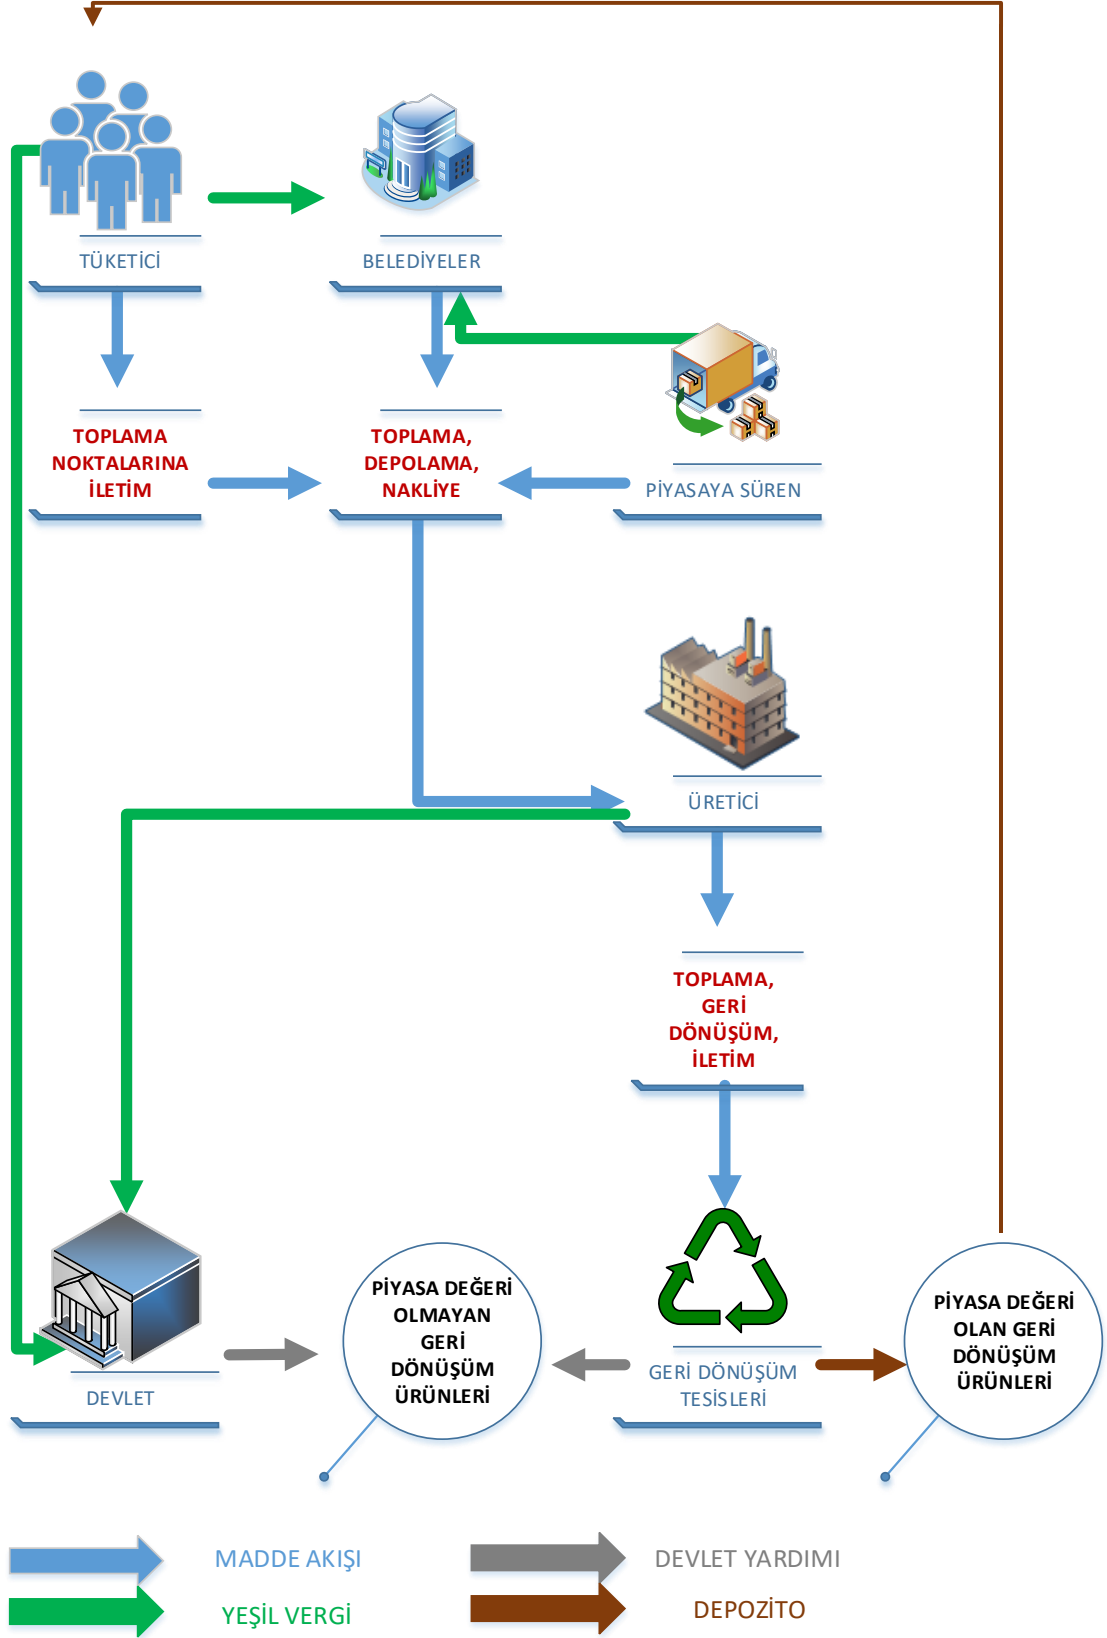 TÜKETİCİ
BELEDİYELER
TOPLAMA
NOKTALARINA
İLETİM
TOPLAMA,
DEPOLAMA,
NAKLİYE
PİYASAYA SÜREN
ÜRETİCİ
TOPLAMA,
GERİ
DÖNÜŞÜM,
İLETİM
DEVLET
PİYASA DEĞERİ
OLMAYAN
GERİ
DÖNÜŞÜM
ÜRÜNLERİ
GERİ DÖNÜŞÜM
TESİSLERİ
PİYASA DEĞERİ
OLAN GERİ
DÖNÜŞÜM
ÜRÜNLERİ
MADDE AKIŞI
DEVLET YARDIMI
YEŞİL VERGİ
DEPOZİTO